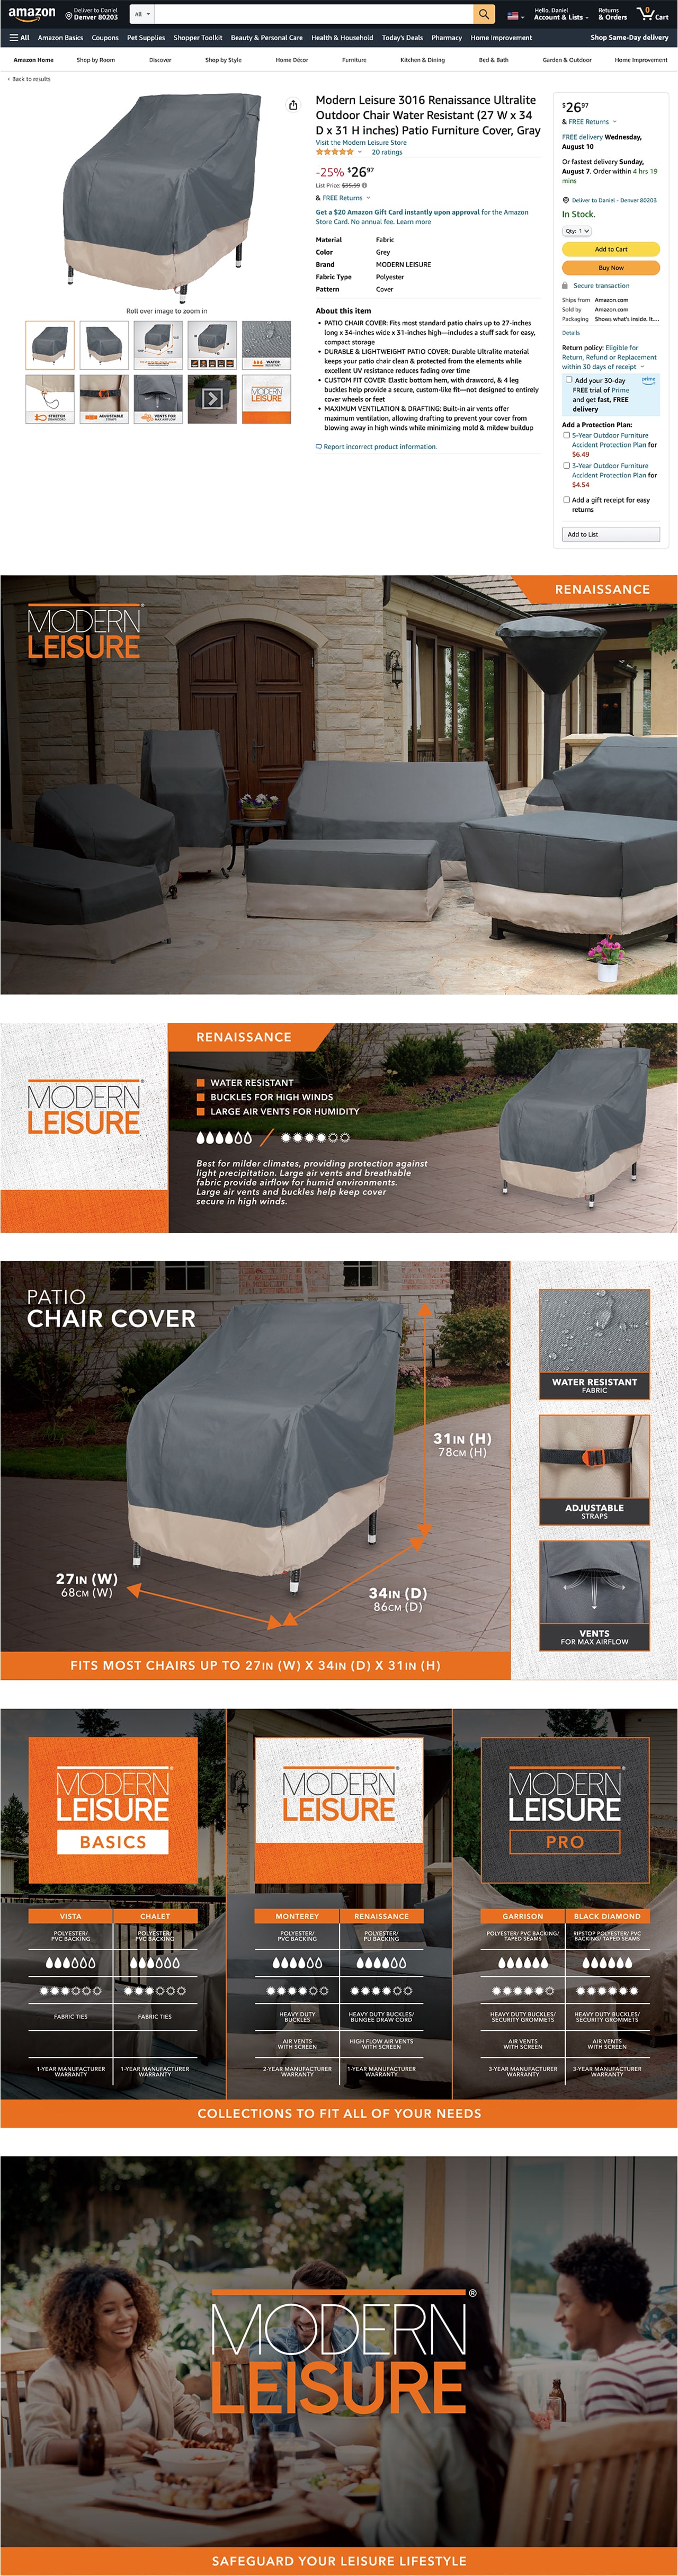 amazon
Deliver to Daniel
Denver 80203
All
Hello, Daniel
Account & Lists
Returns
& Orders
0
Cart
All
Amazon Basics
Coupons
Pet Supplies
Shopper Toolkit
Beauty & Personal Care
Health & Household
Today's Deals
Pharmacy
Home Improvement
Shop Same-Day delivery
Amazon Home
Shop by Room
Discover
Shop by Style
Home Décor
Furniture
Kitchen & Dining
Bed & Bath
Garden & Outdoor
Home Improvement
‹ Back to results
Roll over image to zoom in
Modern Leisure 3016 Renaissance Ultralite
Outdoor Chair Water Resistant (27 W x 34
D x 31 H inches) Patio Furniture Cover, Gray
Visit the Modern Leisure Store
20 ratings
-25% $26⁹⁷
List Price: $35.99
& FREE Returns
Get a $20 Amazon Gift Card instantly upon approval for the Amazon
Store Card. No annual fee. Learn more
Material Fabric
Color Grey
Brand MODERN LEISURE
Fabric Type Polyester
Pattern Cover
About this item
• PATIO CHAIR COVER: Fits most standard patio chairs up to 27-inches
long x 34-inches wide x 31-inches high—includes a stuff sack for easy,
compact storage
• DURABLE & LIGHTWEIGHT PATIO COVER: Durable Ultralite material
keeps your patio chair clean & protected from the elements while
excellent UV resistance reduces fading over time
• CUSTOM FIT COVER: Elastic bottom hem, with drawcord, & 4 leg
buckles help provide a secure, custom-like fit—not designed to entirely
cover wheels or feet
• MAXIMUM VENTILATION & DRAFTING: Built-in air vents offer
maximum ventilation, allowing drafting to prevent your cover from
blowing away in high winds while minimizing mold & mildew buildup
Report incorrect product information.
$26⁹⁷
& FREE Returns
FREE delivery Wednesday,
August 10
Or fastest delivery Sunday,
August 7. Order within 4 hrs 19
mins
Deliver to Daniel - Denver 80203
In Stock.
Qty: 1
Add to Cart
Buy Now
Secure transaction
Ships from Amazon.com
Sold by Amazon.com
Packaging Shows what's inside. It…
Details
Return policy: Eligible for
Return, Refund or Replacement
within 30 days of receipt
Add your 30-day
FREE trial of Prime
and get fast, FREE
delivery
prime
Add a Protection Plan:
5-Year Outdoor Furniture
Accident Protection Plan for
$6.49
3-Year Outdoor Furniture
Accident Protection Plan for
$4.54
Add a gift receipt for easy
returns
Add to List
WATER
RESISTANT
STRETCH
ADJUSTABLE
STRAPS
VENTS FOR
MAX AIRFLOW
MODERN
LEISURE
RENAISSANCE
MODERN
LEISURE
®
RENAISSANCE
MODERN
LEISURE
®
WATER RESISTANT
BUCKLES FOR HIGH WINDS
LARGE AIR VENTS FOR HUMIDITY
Best for milder climates, providing protection against
light precipitation. Large air vents and breathable
fabric provide airflow for humid environments.
Large air vents and buckles help keep cover
secure in high winds.
PATIO
CHAIR COVER
31IN (H)
78CM (H)
27IN (W)
68CM (W)
34IN (D)
86CM (D)
FITS MOST CHAIRS UP TO 27IN (W) X 34IN (D) X 31IN (H)
WATER RESISTANT
FABRIC
ADJUSTABLE
STRAPS
VENTS
FOR MAX AIRFLOW
MODERN
LEISURE
®
BASICS
MODERN
LEISURE
®
MODERN
LEISURE
®
PRO
VISTA
CHALET
MONTEREY
RENAISSANCE
GARRISON
BLACK DIAMOND
POLYESTER/
PVC BACKING
POLYESTER/
PVC BACKING
POLYESTER/
PVC BACKING
POLYESTER/
PU BACKING
POLYESTER/ PVC BACKING/
TAPED SEAMS
RIPSTOP POLYESTER/ PVC
BACKING/ TAPED SEAMS
FABRIC TIES
FABRIC TIES
HEAVY DUTY
BUCKLES
HEAVY DUTY BUCKLES/
BUNGEE DRAW CORD
HEAVY DUTY BUCKLES/
SECURITY GROMMETS
HEAVY DUTY BUCKLES/
SECURITY GROMMETS
AIR VENTS
WITH SCREEN
HIGH FLOW AIR VENTS
WITH SCREEN
AIR VENTS
WITH SCREEN
AIR VENTS
WITH SCREEN
1-YEAR MANUFACTURER
WARRANTY
1-YEAR MANUFACTURER
WARRANTY
2-YEAR MANUFACTURER
WARRANTY
1-YEAR MANUFACTURER
WARRANTY
3-YEAR MANUFACTURER
WARRANTY
3-YEAR MANUFACTURER
WARRANTY
COLLECTIONS TO FIT ALL OF YOUR NEEDS
MODERN
LEISURE
®
SAFEGUARD YOUR LEISURE LIFESTYLE